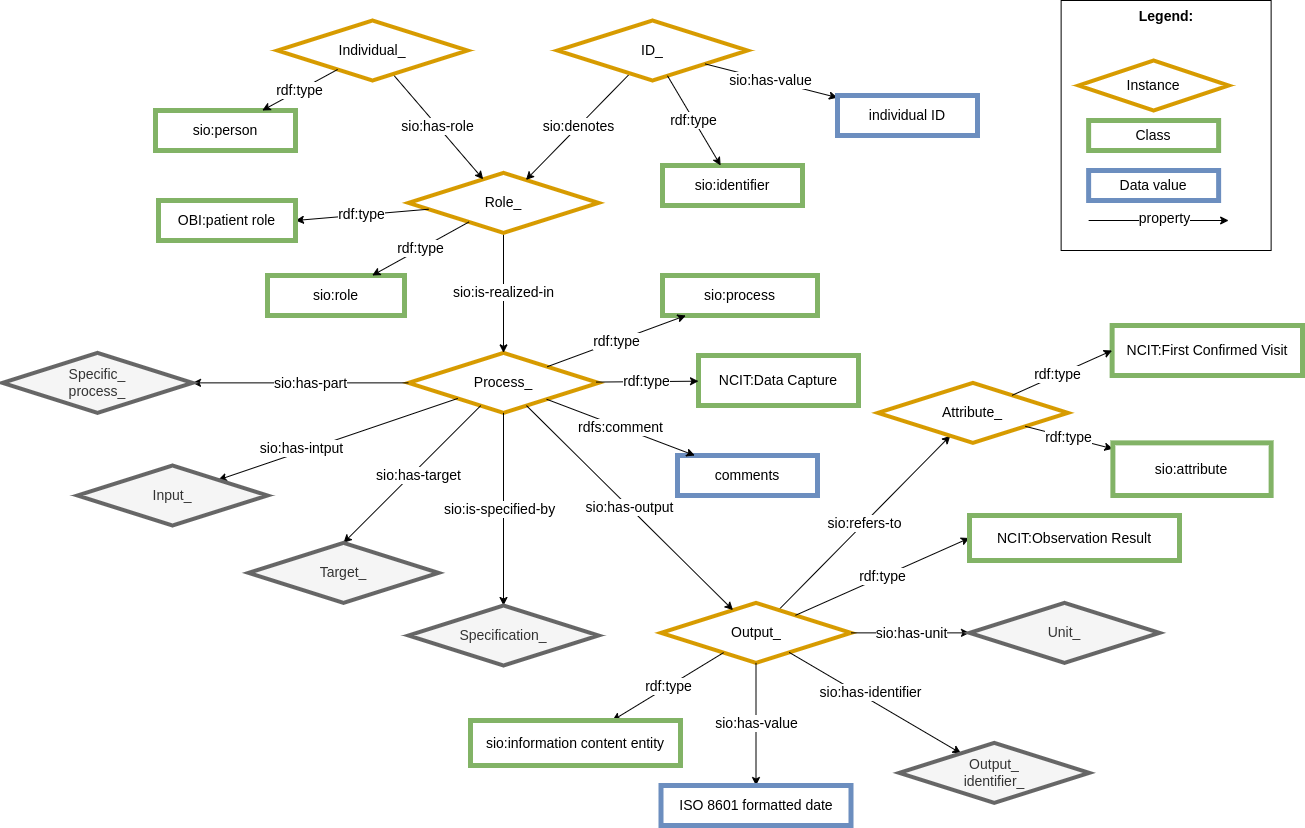 Legend:
Individual_
ID_
rdf:type
sio:has-value
Instance
individual ID
sio:person
sio:has-role
sio:denotes
rdf:type
Class
sio:identifier
Data value
OBI:patient role
rdf:type
Role_
property
rdf:type
sio:role
sio:is-realized-in
sio:process
rdf:type
NCIT:First Confirmed Visit
Specific_
process_
sio:has-part
Process_
rdf:type
NCIT:Data Capture
rdf:type
Attribute_
rdfs:comment
rdf:type
sio:has-intput
sio:attribute
sio:has-target
comments
Input_
sio:is-specified-by
sio:has-output
sio:refers-to
NCIT:Observation Result
Target_
rdf:type
Specification_
Output_
sio:has-unit
Unit_
rdf:type
sio:has-identifier
sio:has-value
sio:information content entity
Output_
identifier_
ISO 8601 formatted date